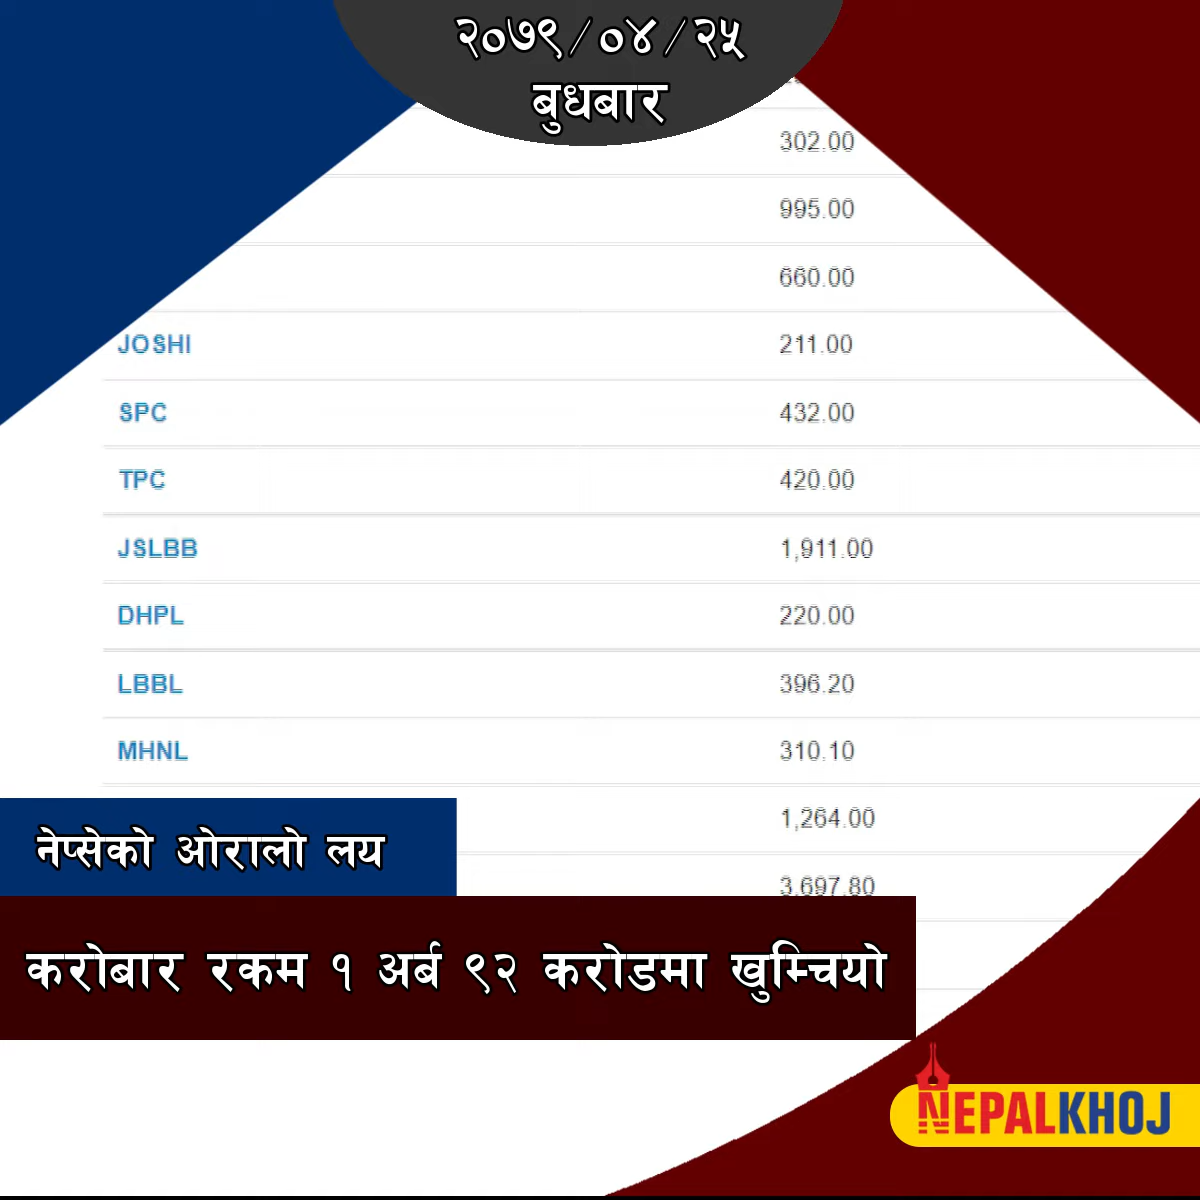 २०७९/०४/२५
बुधबार
302.00
995.00
660.00
JOSHI 211.00
SPC 432.00
TPC 420.00
JSLBB 1,911.00
DHPL 220.00
LBBL 396.20
MHNL 310.10
1,264.00
3,697.80
नेप्सेको ओरालो लय
करोबार रकम १ अर्ब ९२ करोडमा खुम्चियो
NEPALKHOJ